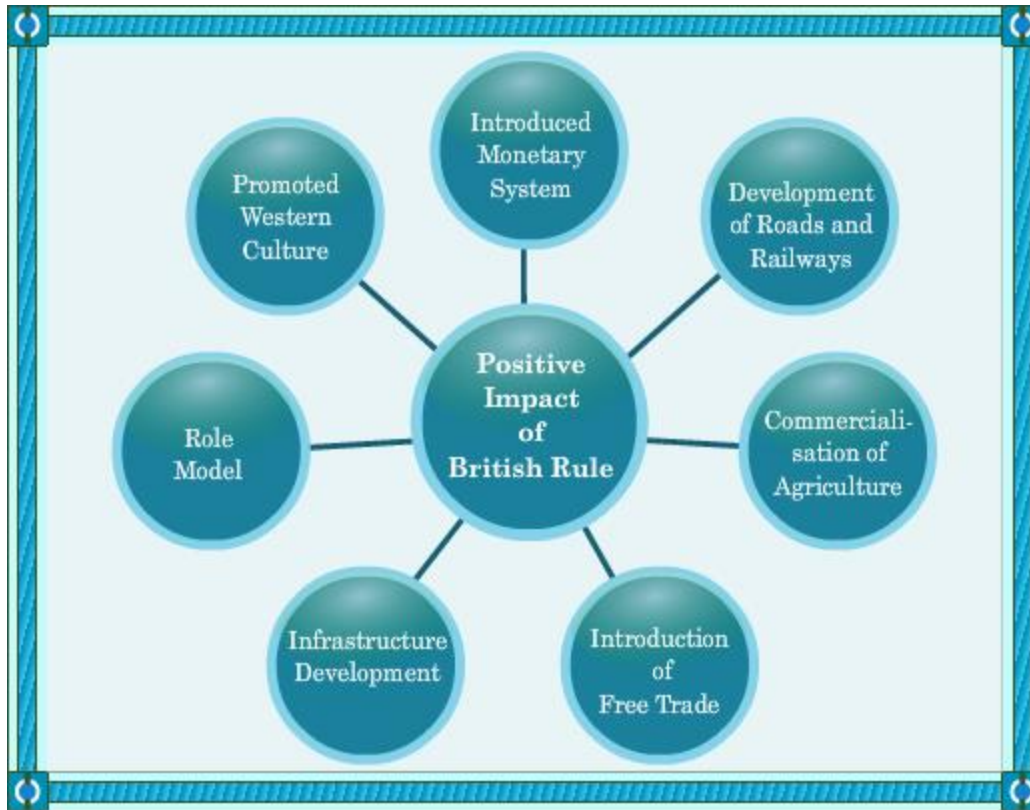 Positive
Impact
of
British Rule
Introduced
Monetary
System
Development
of Roads and
Railways
Commerciali-
sation of
Agriculture
Introduction
of
Free Trade
Infrastructure
Development
Role
Model
Promoted
Western
Culture